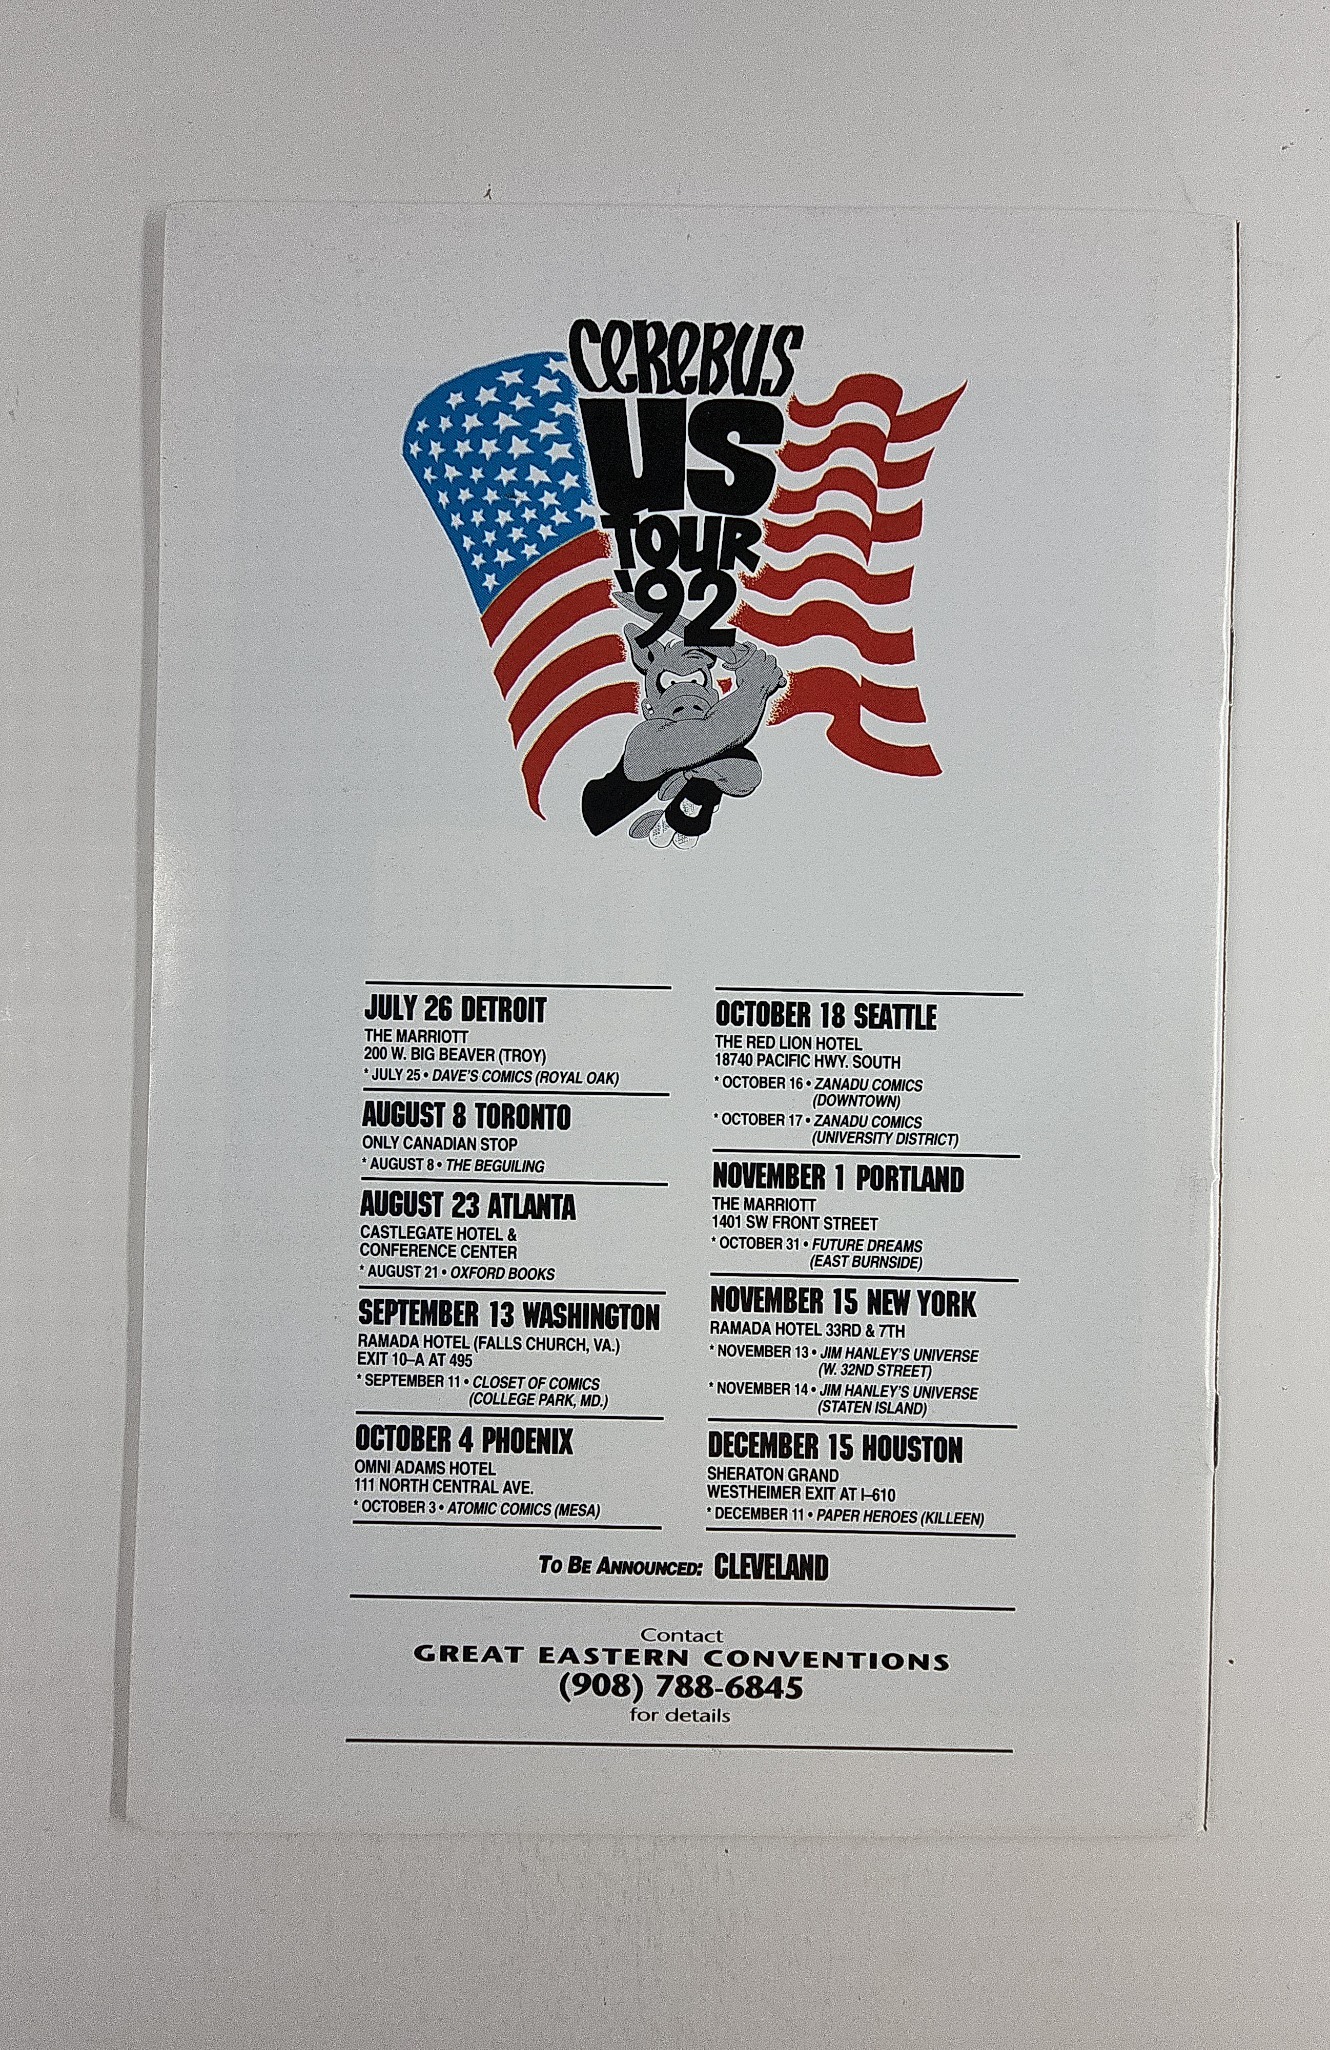 CEREBUS
US
TOUR
'92
JULY 26 DETROIT
THE MARRIOTT
200 W. BIG BEAVER (TROY)
* JULY 25 • DAVE'S COMICS (ROYAL OAK)
AUGUST 8 TORONTO
ONLY CANADIAN STOP
* AUGUST 8 • THE BEGUILING
AUGUST 23 ATLANTA
CASTLEGATE HOTEL &
CONFERENCE CENTER
* AUGUST 21 • OXFORD BOOKS
SEPTEMBER 13 WASHINGTON
RAMADA HOTEL (FALLS CHURCH, VA.)
EXIT 10–A AT 495
* SEPTEMBER 11 • CLOSET OF COMICS
(COLLEGE PARK, MD.)
OCTOBER 4 PHOENIX
OMNI ADAMS HOTEL
111 NORTH CENTRAL AVE.
* OCTOBER 3 • ATOMIC COMICS (MESA)
OCTOBER 18 SEATTLE
THE RED LION HOTEL
18740 PACIFIC HWY. SOUTH
* OCTOBER 16 • ZANADU COMICS
(DOWNTOWN)
* OCTOBER 17 • ZANADU COMICS
(UNIVERSITY DISTRICT)
NOVEMBER 1 PORTLAND
THE MARRIOTT
1401 SW FRONT STREET
* OCTOBER 31 • FUTURE DREAMS
(EAST BURNSIDE)
NOVEMBER 15 NEW YORK
RAMADA HOTEL 33RD & 7TH
* NOVEMBER 13 • JIM HANLEY'S UNIVERSE
(W. 32ND STREET)
* NOVEMBER 14 • JIM HANLEY'S UNIVERSE
(STATEN ISLAND)
DECEMBER 15 HOUSTON
SHERATON GRAND
WESTHEIMER EXIT AT I–610
* DECEMBER 11 • PAPER HEROES (KILLEEN)
TO BE ANNOUNCED: CLEVELAND
Contact
GREAT EASTERN CONVENTIONS
(908) 788-6845
for details